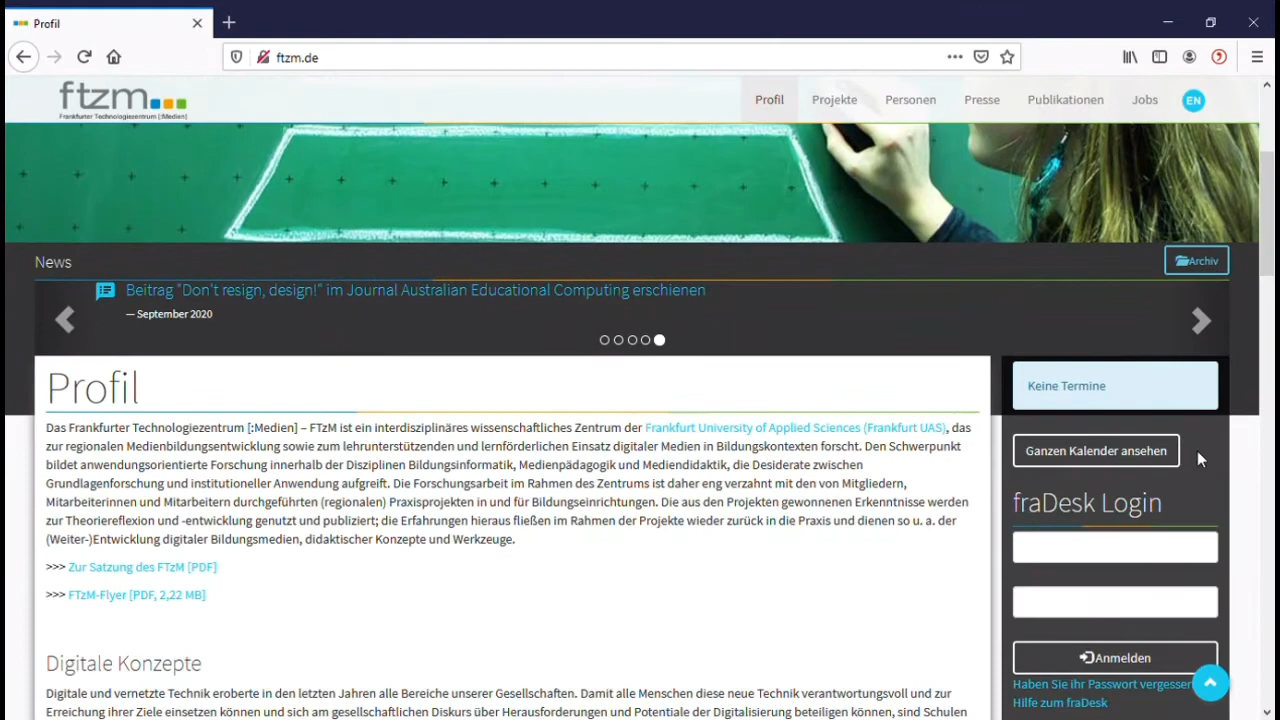 Profil
ftzm.de
ftzm
Frankfurter Technologiezentrum [:Medien]
Profil Projekte Personen Presse Publikationen Jobs EN
News
Archiv
Beitrag "Don't resign, design!" im Journal Australian Educational Computing erschienen
— September 2020
Profil
Das Frankfurter Technologiezentrum [:Medien] – FTzM ist ein interdisziplinäres wissenschaftliches Zentrum der Frankfurt University of Applied Sciences (Frankfurt UAS), das
zur regionalen Medienbildungsentwicklung sowie zum lehrunterstützenden und lernförderlichen Einsatz digitaler Medien in Bildungskontexten forscht. Den Schwerpunkt
bildet anwendungsorientierte Forschung innerhalb der Disziplinen Bildungsinformatik, Medienpädagogik und Mediendidaktik, die Desiderate zwischen
Grundlagenforschung und institutioneller Anwendung aufgreift. Die Forschungsarbeit im Rahmen des Zentrums ist daher eng verzahnt mit den von Mitgliedern,
Mitarbeiterinnen und Mitarbeitern durchgeführten (regionalen) Praxisprojekten in und für Bildungseinrichtungen. Die aus den Projekten gewonnenen Erkenntnisse werden
zur Theoriereflexion und -entwicklung genutzt und publiziert; die Erfahrungen hieraus fließen im Rahmen der Projekte wieder zurück in die Praxis und dienen so u. a. der
(Weiter-)Entwicklung digitaler Bildungsmedien, didaktischer Konzepte und Werkzeuge.
>>> Zur Satzung des FTzM [PDF]
>>> FTzM-Flyer [PDF, 2,22 MB]
Digitale Konzepte
Digitale und vernetzte Technik eroberte in den letzten Jahren alle Bereiche unserer Gesellschaften. Damit alle Menschen diese neue Technik verantwortungsvoll und zur
Erreichung ihrer Ziele einsetzen können und sich am gesellschaftlichen Diskurs über Herausforderungen und Potentiale der Digitalisierung beteiligen können, sind Schulen
Keine Termine
Ganzen Kalender ansehen
fraDesk Login
Anmelden
Haben Sie ihr Passwort vergessen
Hilfe zum fraDesk